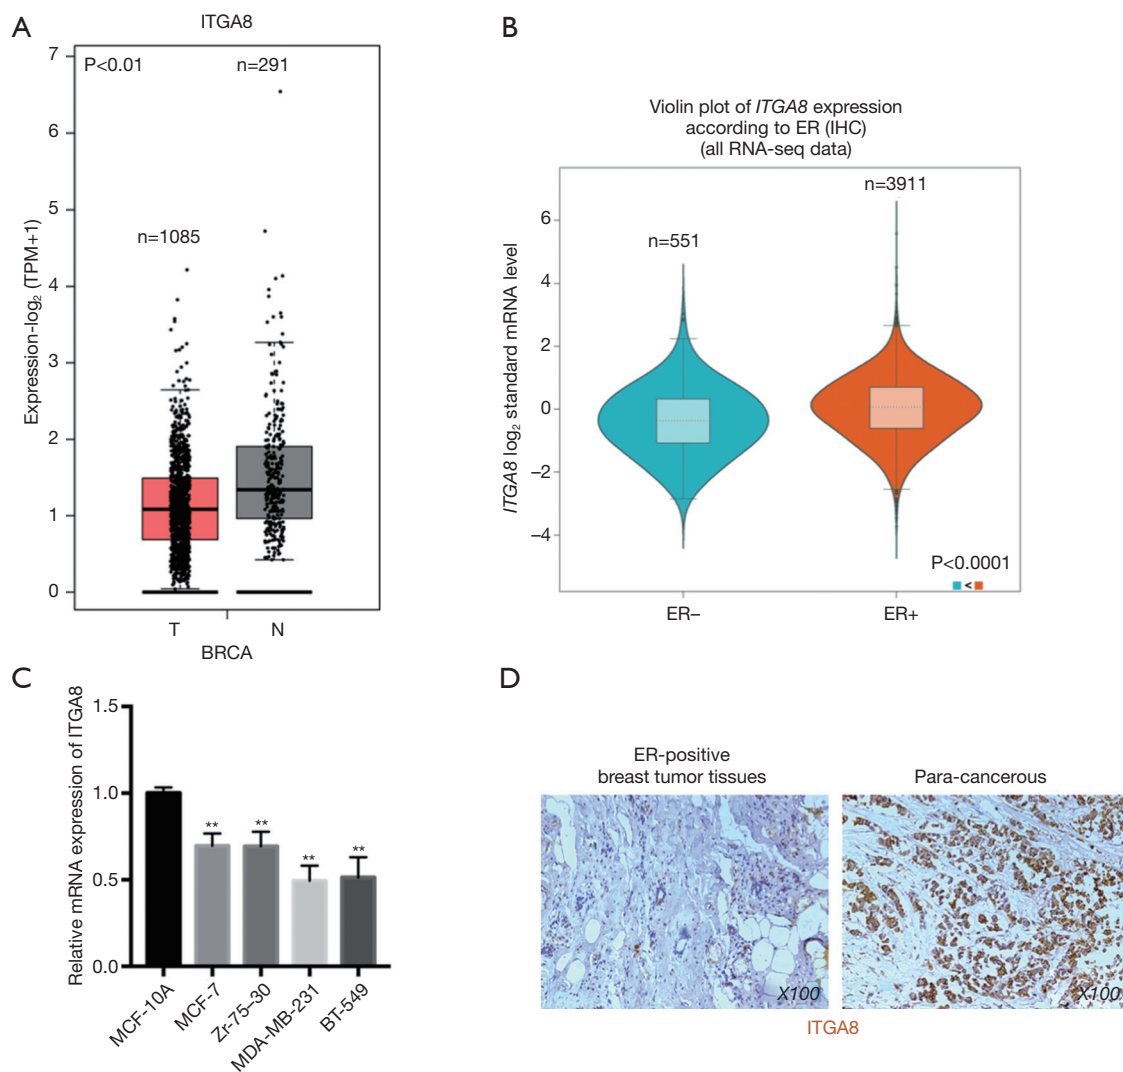 A
ITGA8
7
6
5
4
3
2
1
0
Expression-log₂ (TPM+1)
P<0.01
n=291
n=1085
T
N
BRCA
B
Violin plot of ITGA8 expression
according to ER (IHC)
(all RNA-seq data)
ITGA8 log₂ standard mRNA level
6
4
2
0
−2
−4
n=551
n=3911
P<0.0001
<
ER−
ER+
C
Relative mRNA expression of ITGA8
1.5
1.0
0.5
0.0
**
**
**
**
MCF-10A
MCF-7
Zr-75-30
MDA-MB-231
BT-549
D
ER-positive
breast tumor tissues
Para-cancerous
X100
X100
ITGA8